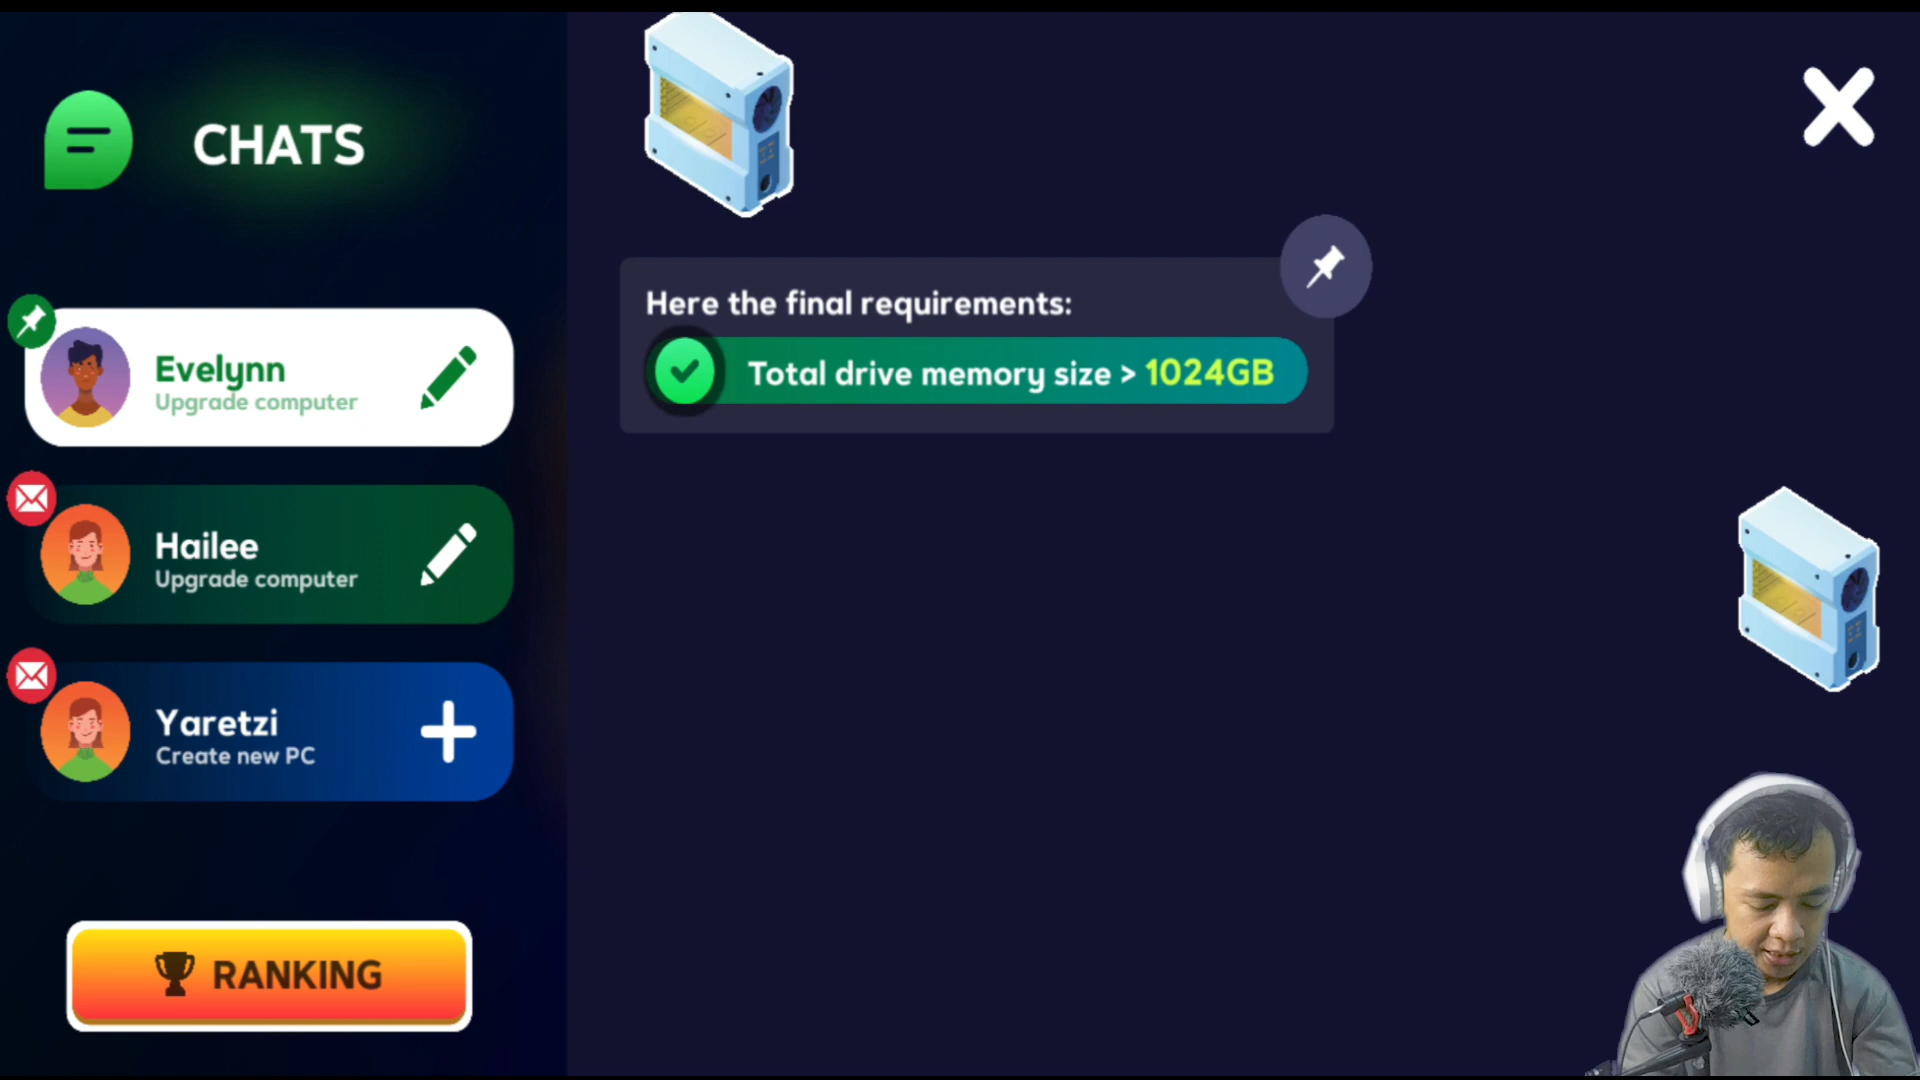 CHATS
Evelynn
Upgrade computer
Hailee
Upgrade computer
Yaretzi
Create new PC
RANKING
Here the final requirements:
Total drive memory size > 1024GB